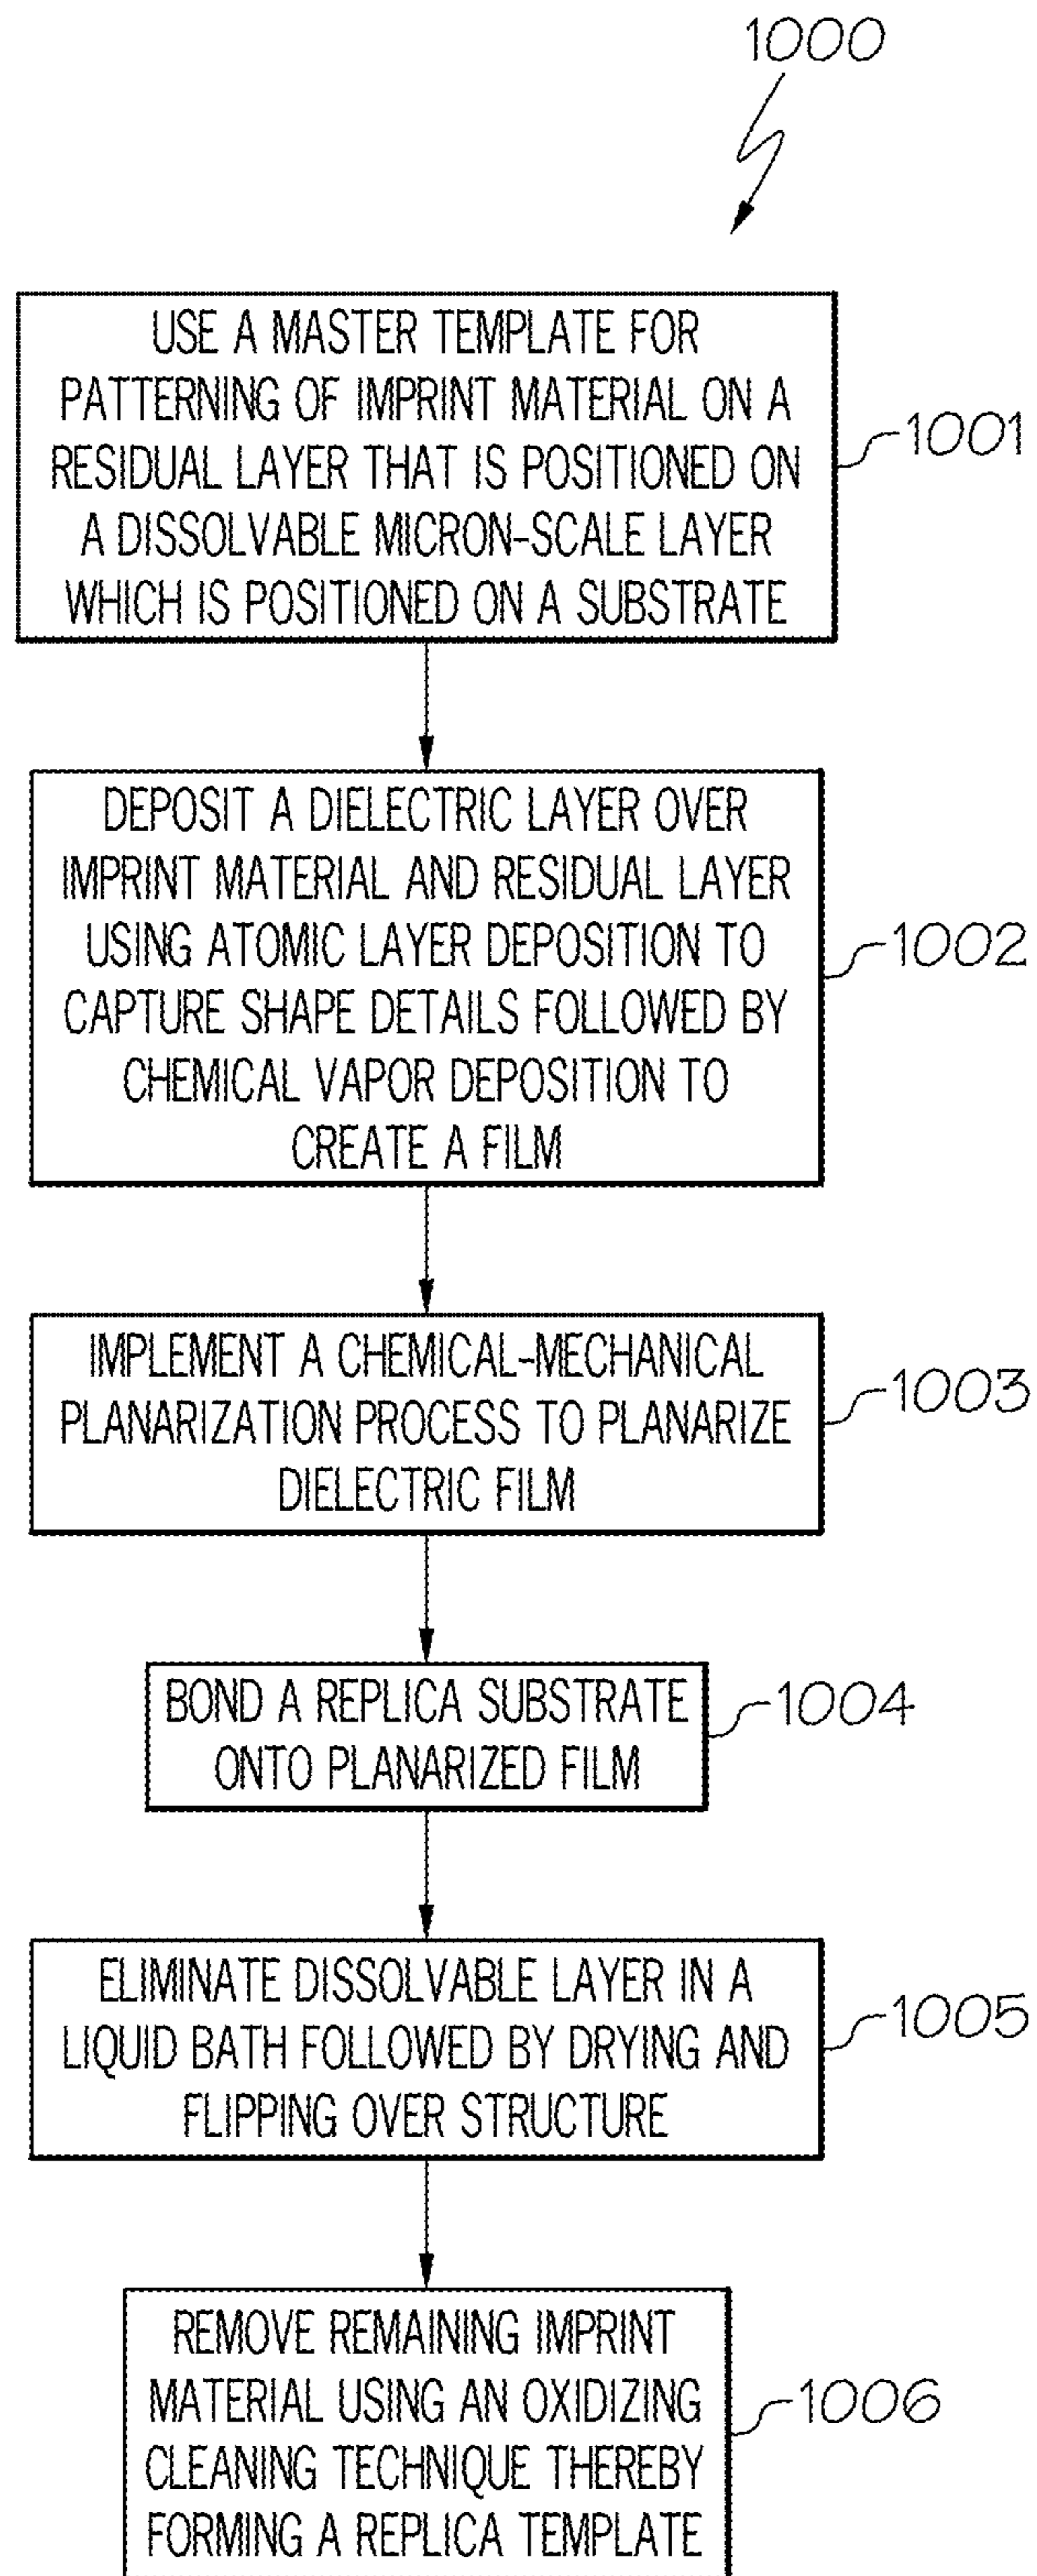 1000
USE A MASTER TEMPLATE FOR
PATTERNING OF IMPRINT MATERIAL ON A
RESIDUAL LAYER THAT IS POSITIONED ON
A DISSOLVABLE MICRON-SCALE LAYER
WHICH IS POSITIONED ON A SUBSTRATE
1001
DEPOSIT A DIELECTRIC LAYER OVER
IMPRINT MATERIAL AND RESIDUAL LAYER
USING ATOMIC LAYER DEPOSITION TO
CAPTURE SHAPE DETAILS FOLLOWED BY
CHEMICAL VAPOR DEPOSITION TO
CREATE A FILM
1002
IMPLEMENT A CHEMICAL-MECHANICAL
PLANARIZATION PROCESS TO PLANARIZE
DIELECTRIC FILM
1003
BOND A REPLICA SUBSTRATE
ONTO PLANARIZED FILM
1004
ELIMINATE DISSOLVABLE LAYER IN A
LIQUID BATH FOLLOWED BY DRYING AND
FLIPPING OVER STRUCTURE
1005
REMOVE REMAINING IMPRINT
MATERIAL USING AN OXIDIZING
CLEANING TECHNIQUE THEREBY
FORMING A REPLICA TEMPLATE
1006